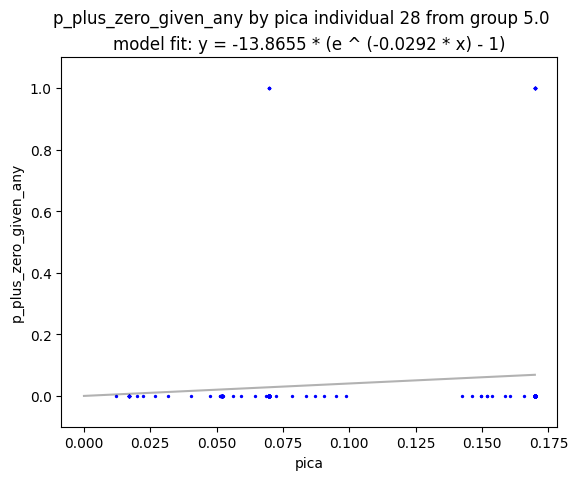 p_plus_zero_given_any by pica individual 28 from group 5.0
model fit: y = -13.8655 * (e ^ (-0.0292 * x) - 1)
p_plus_zero_given_any
1.0
0.8
0.6
0.4
0.2
0.0
0.000 0.025 0.050 0.075 0.100 0.125 0.150 0.175
pica